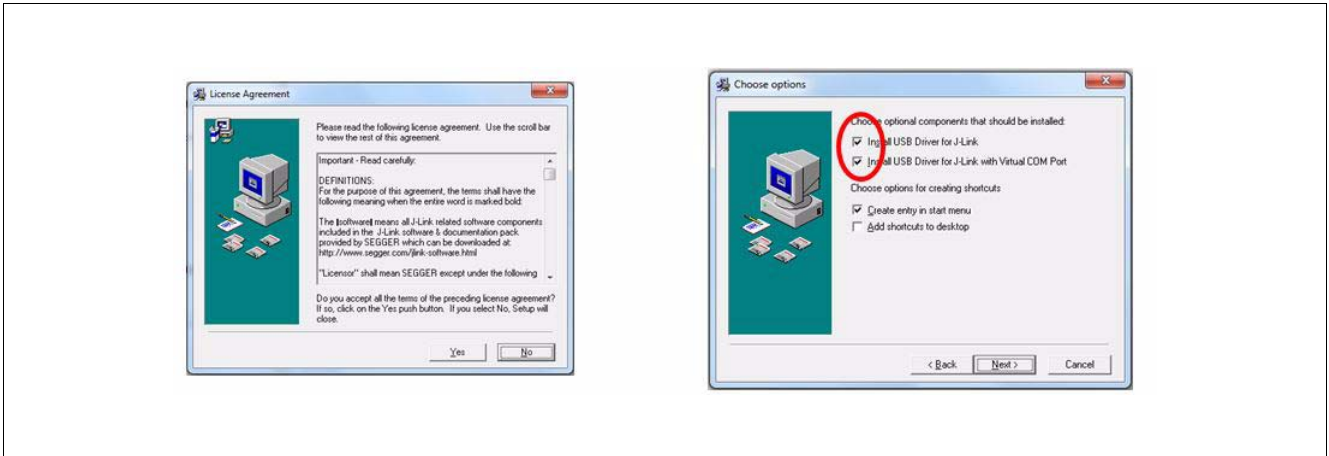 License Agreement
Please read the following license agreement. Use the scroll bar
to view the rest of this agreement.
Important - Read carefully:
DEFINITIONS:
For the purpose of this agreement, the terms shall have the
following meaning when the entire word is marked bold:
The |software| means all J-Link related software components
included in the J-Link software & documentation pack
provided by SEGGER which can be downloaded at:
http://www.segger.com/jlink-software.html
"Licensor" shall mean SEGGER except under the following
Do you accept all the terms of the preceding license agreement?
If so, click on the Yes push button. If you select No, Setup will
close.
Yes No
Choose options
Choose optional components that should be installed:
Install USB Driver for J-Link
Install USB Driver for J-Link with Virtual COM Port
Choose options for creating shortcuts
Create entry in start menu
Add shortcuts to desktop
< Back Next > Cancel